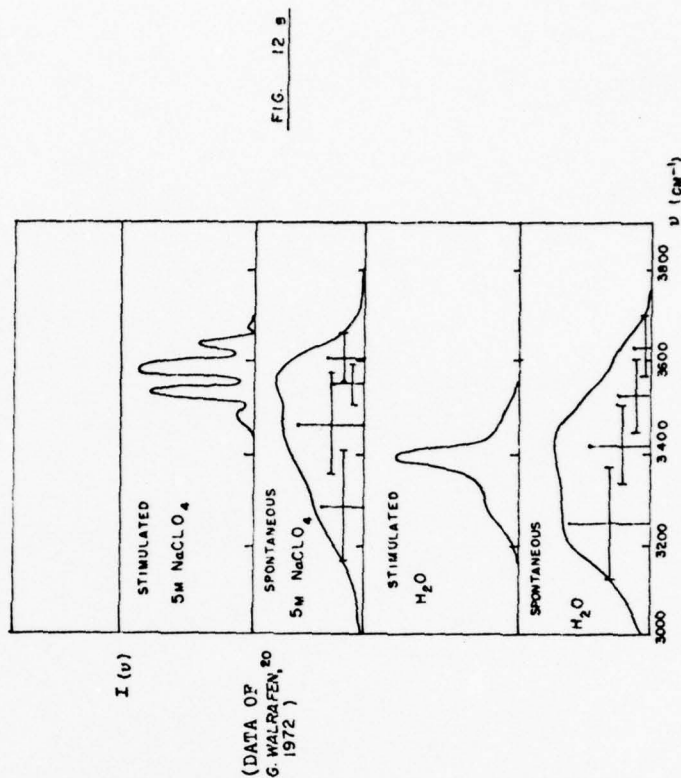 FIG. 12
I (ν)
STIMULATED
5M NaCLO₄
(DATA OF
G. WALRAFEN,²⁰
1972 )
SPONTANEOUS
5M NaCLO₄
STIMULATED
H₂O
SPONTANEOUS
H₂O
3000 3200 3400 3600 3800
ν (CM⁻¹)